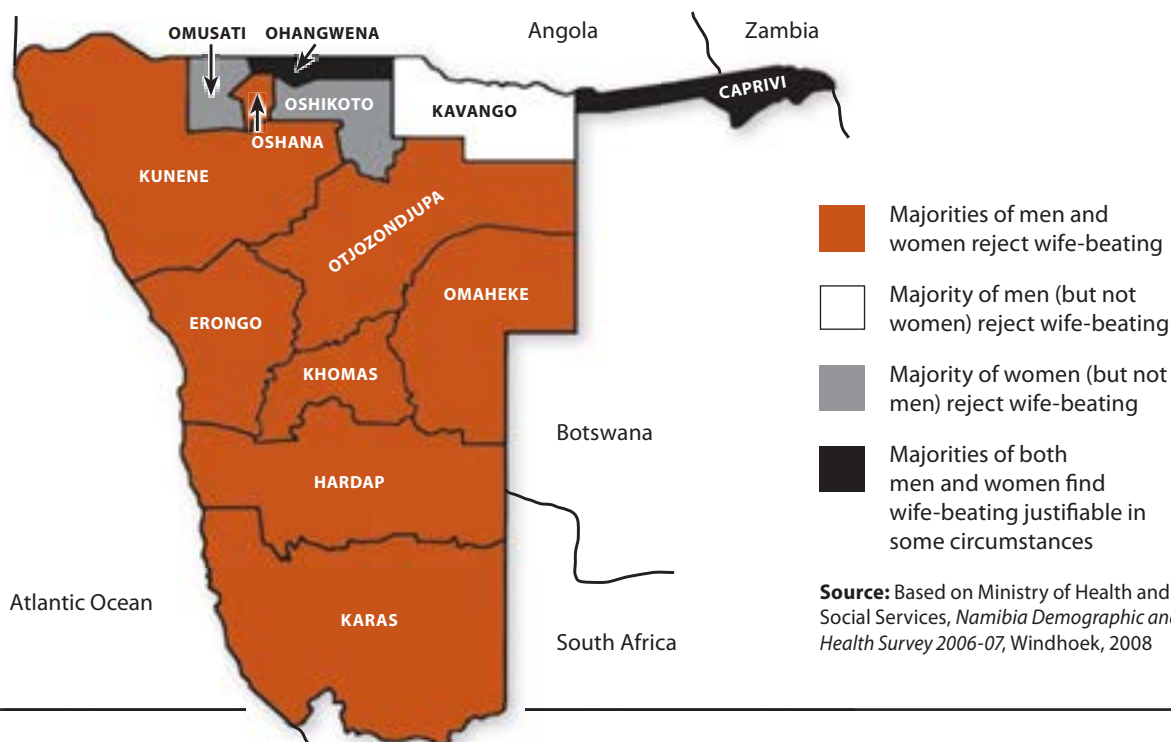 OMUSATI
OHANGWENA
Angola
Zambia
CAPRIVI
OSHIKOTO
KAVANGO
OSHANA
KUNENE
OTJOZONDJUPA
OMAHEKE
ERONGO
KHOMAS
Botswana
HARDAP
Atlantic Ocean
KARAS
South Africa
Majorities of men and
women reject wife-beating
Majority of men (but not
women) reject wife-beating
Majority of women (but not
men) reject wife-beating
Majorities of both
men and women find
wife-beating justifiable in
some circumstances
Source: Based on Ministry of Health and
Social Services, Namibia Demographic and
Health Survey 2006-07, Windhoek, 2008